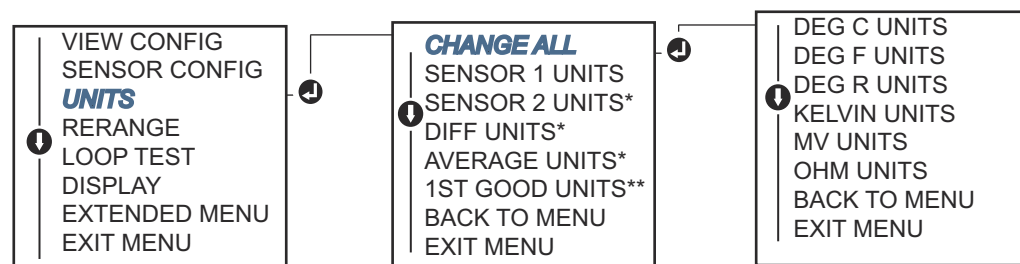 VIEW CONFIG
SENSOR CONFIG
UNITS
RERANGE
LOOP TEST
DISPLAY
EXTENDED MENU
EXIT MENU
CHANGE ALL
SENSOR 1 UNITS
SENSOR 2 UNITS*
DIFF UNITS*
AVERAGE UNITS*
1ST GOOD UNITS**
BACK TO MENU
EXIT MENU
DEG C UNITS
DEG F UNITS
DEG R UNITS
KELVIN UNITS
MV UNITS
OHM UNITS
BACK TO MENU
EXIT MENU